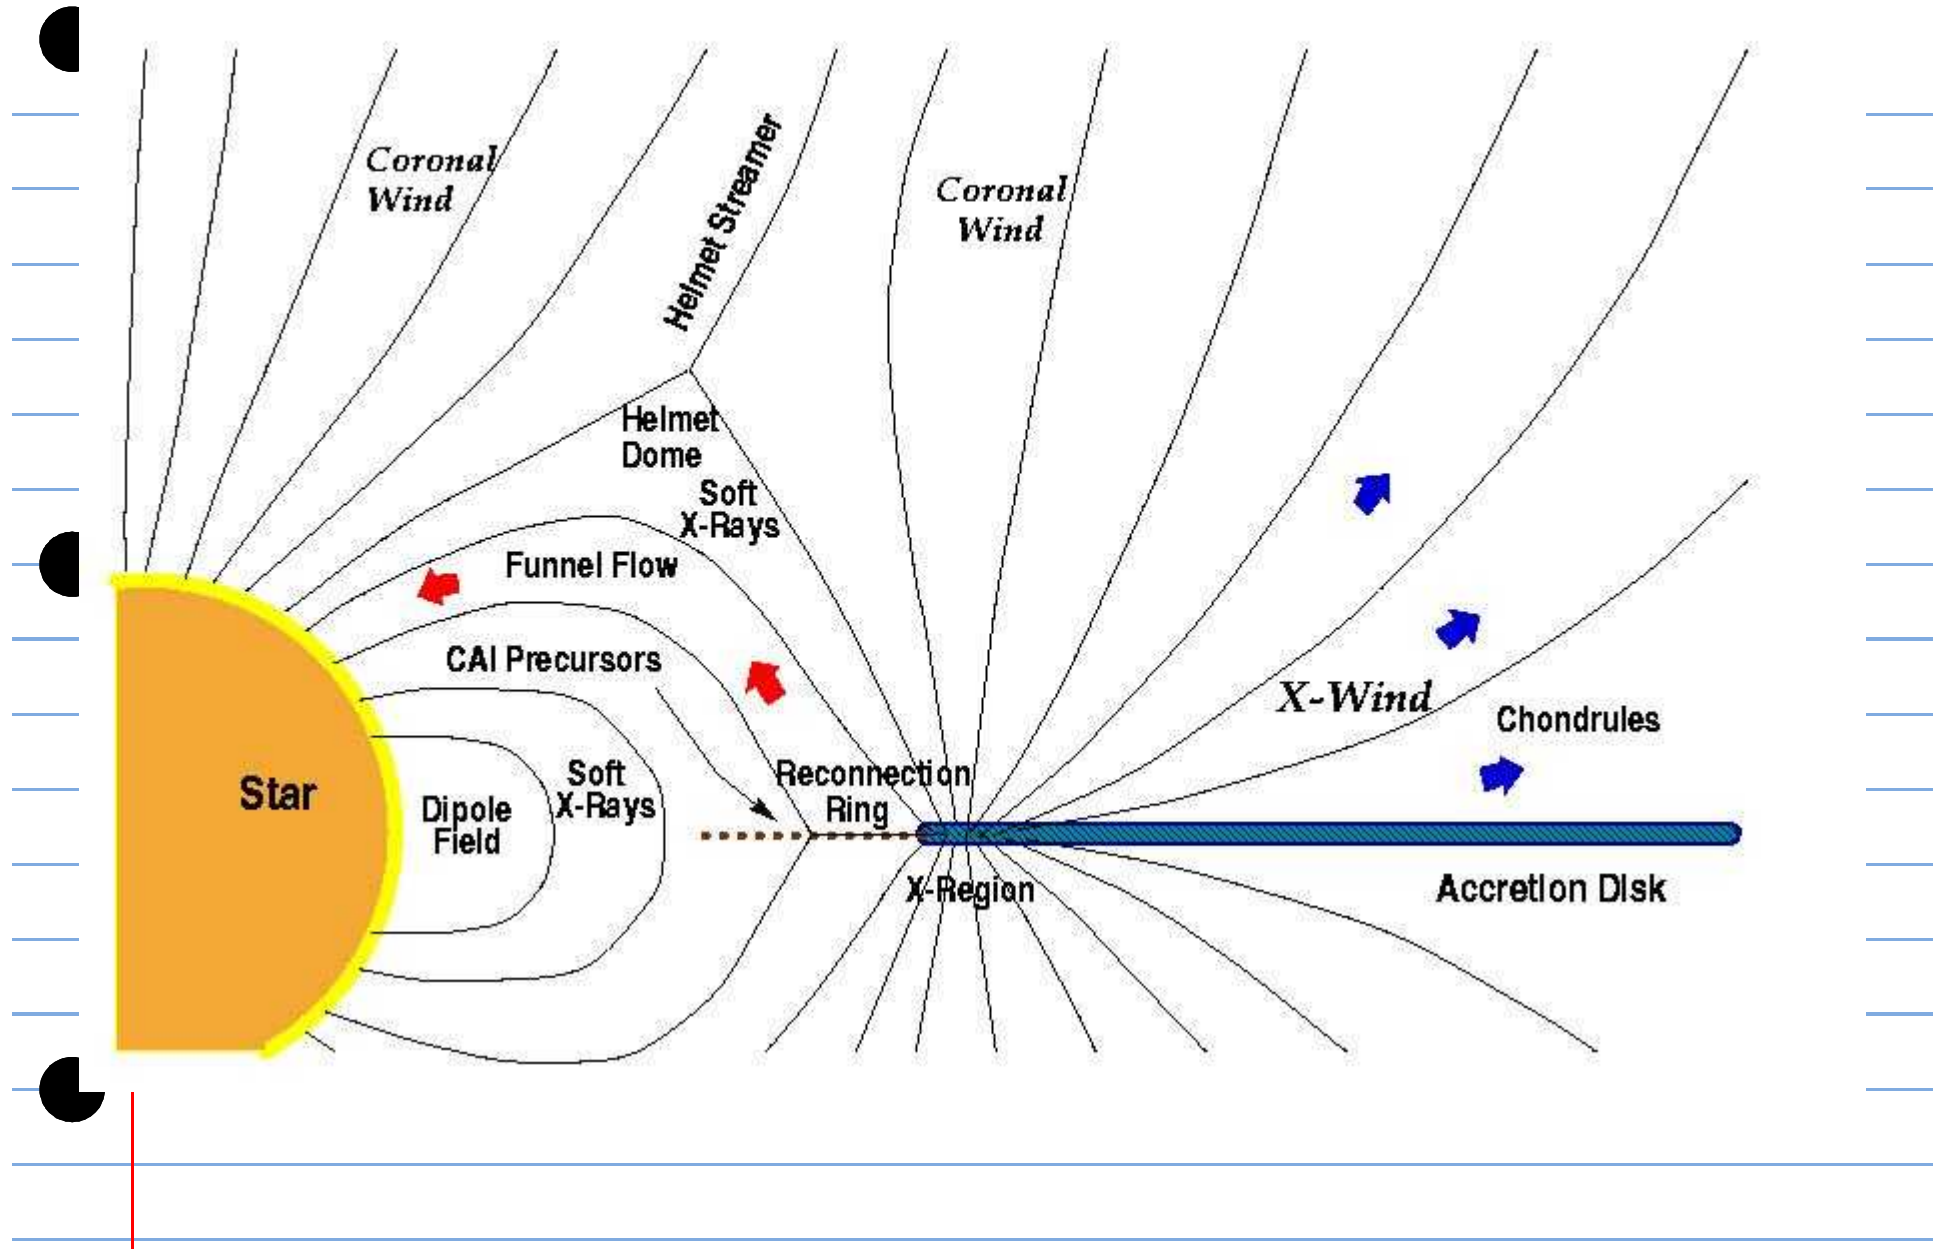 Coronal
Wind
Helmet Streamer
Coronal
Wind
Helmet
Dome
Soft
X-Rays
Funnel Flow
CAI Precursors
X-Wind
Chondrules
Star
Dipole
Field
Soft
X-Rays
Reconnection
Ring
X-Region
Accretion Disk